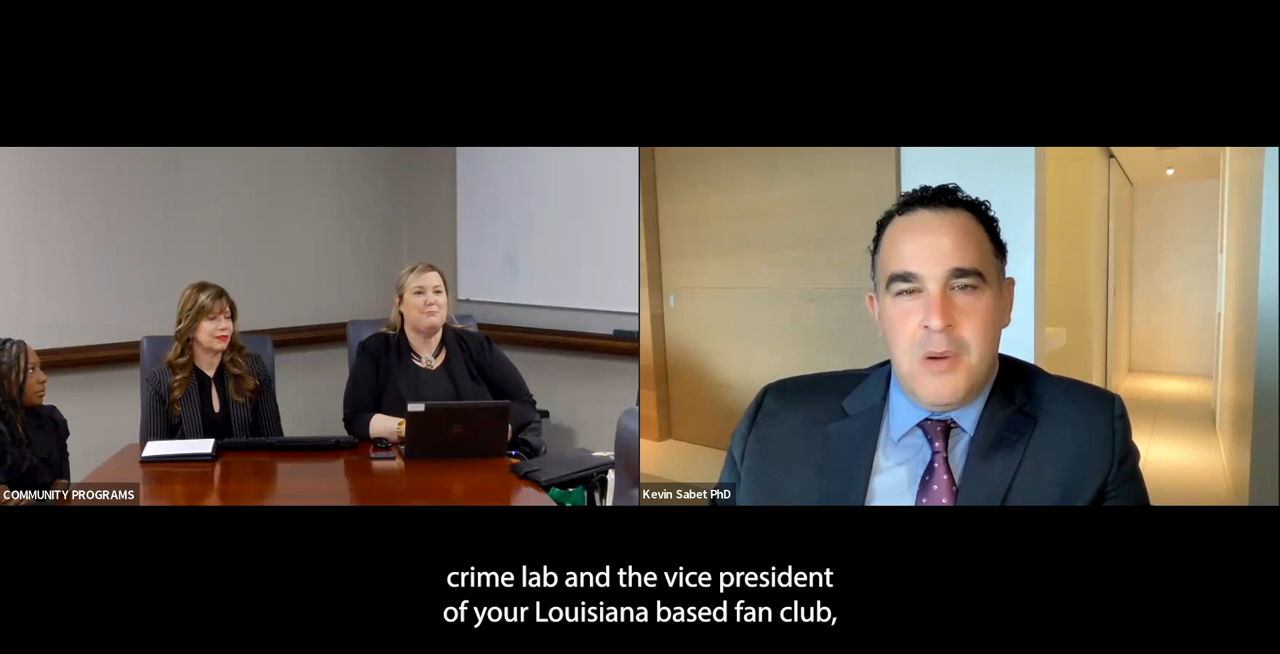 COMMUNITY PROGRAMS
Kevin Sabet PhD
crime lab and the vice president
of your Louisiana based fan club,